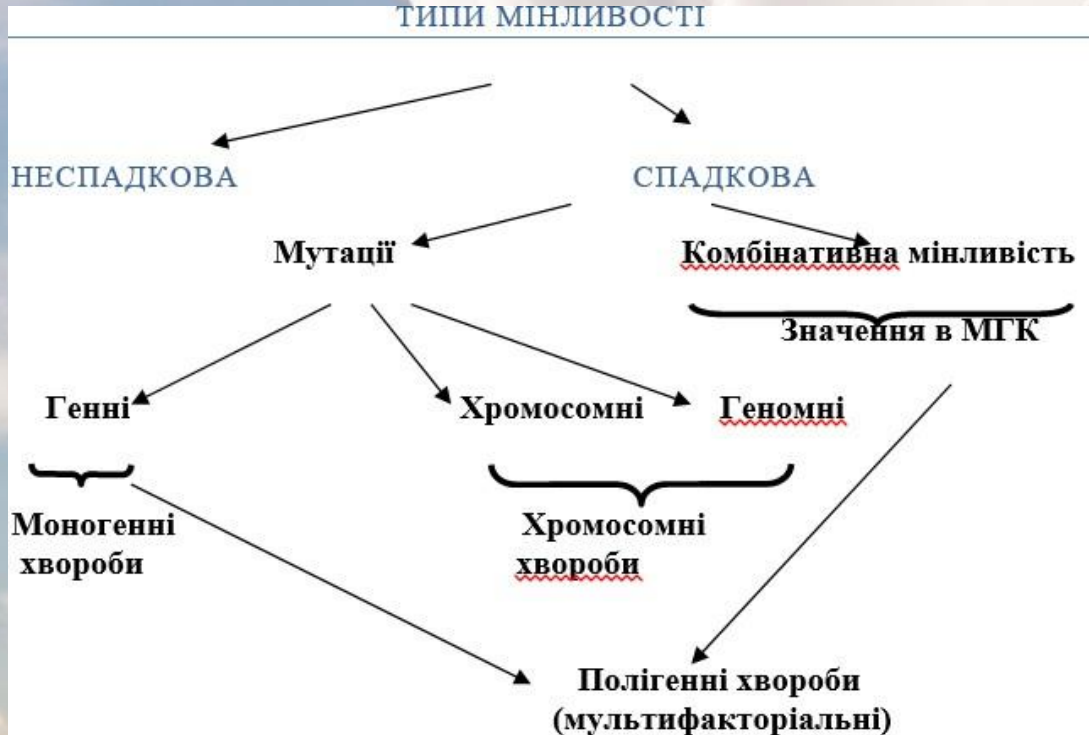 ТИПИ МІНЛИВОСТІ
НЕСПАДКОВА
СПАДКОВА
Мутації
Комбінативна мінливість
Значення в МГК
Генні
Хромосомні
Геномні
Моногенні
хвороби
Хромосомні
хвороби
Полігенні хвороби
(мультифакторіальні)